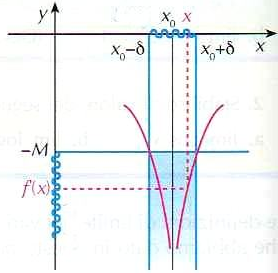 y
x₀ x
x₀−δ x₀+δ x
−M
f(x)